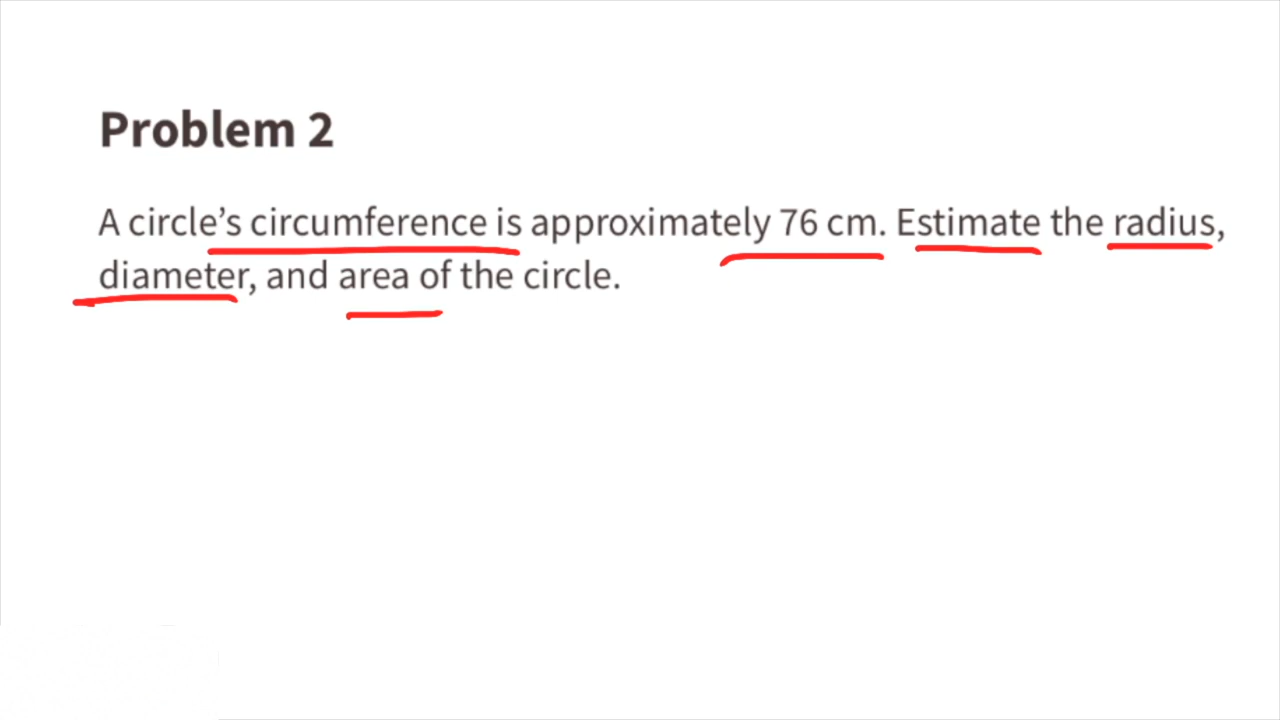 Problem 2
A circle’s circumference is approximately 76 cm. Estimate the radius,
diameter, and area of the circle.